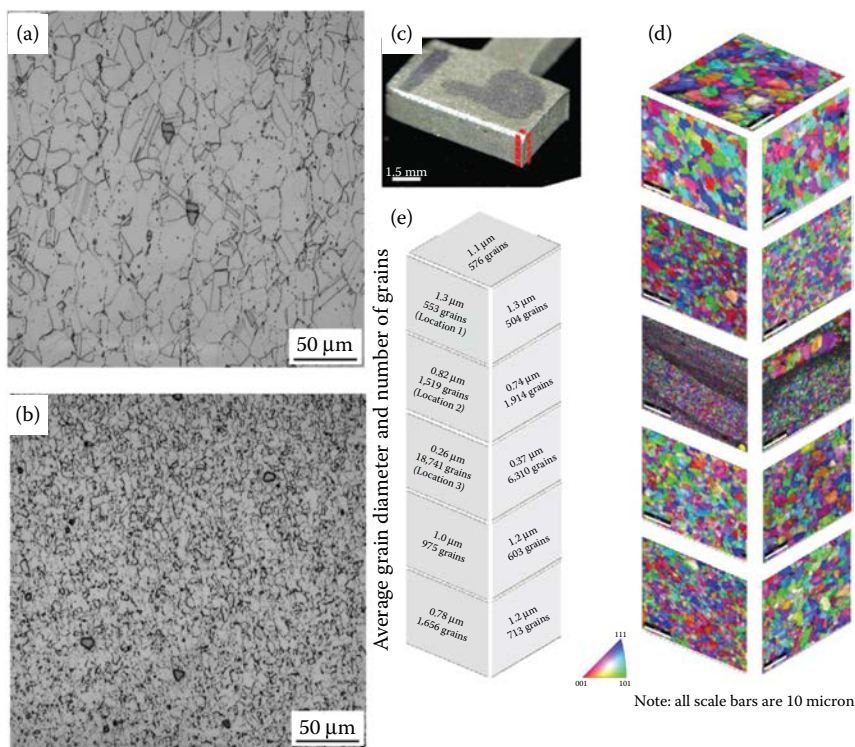 (a)
50 µm
(b)
50 µm
(c)
1.5 mm
(d)
(e)
Average grain diameter and number of grains
1.1 µm
576 grains
1.3 µm
553 grains
(Location 1)
1.3 µm
504 grains
0.82 µm
1,519 grains
(Location 2)
0.74 µm
1,914 grains
0.26 µm
18,741 grains
(Location 3)
0.37 µm
6,310 grains
1.0 µm
975 grains
1.2 µm
603 grains
0.78 µm
1,656 grains
1.2 µm
713 grains
111
001
101
Note: all scale bars are 10 micron